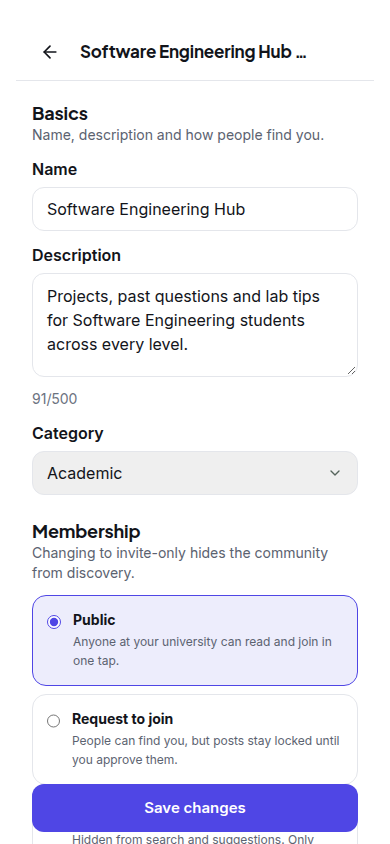 Software Engineering Hub ...
Basics
Name, description and how people find you.
Name
Software Engineering Hub
Description
Projects, past questions and lab tips
for Software Engineering students
across every level.
91/500
Category
Academic
Membership
Changing to invite-only hides the community
from discovery.
Public
Anyone at your university can read and join in
one tap.
Request to join
People can find you, but posts stay locked until
you approve them.
Save changes
Hidden from search and suggestions. Only